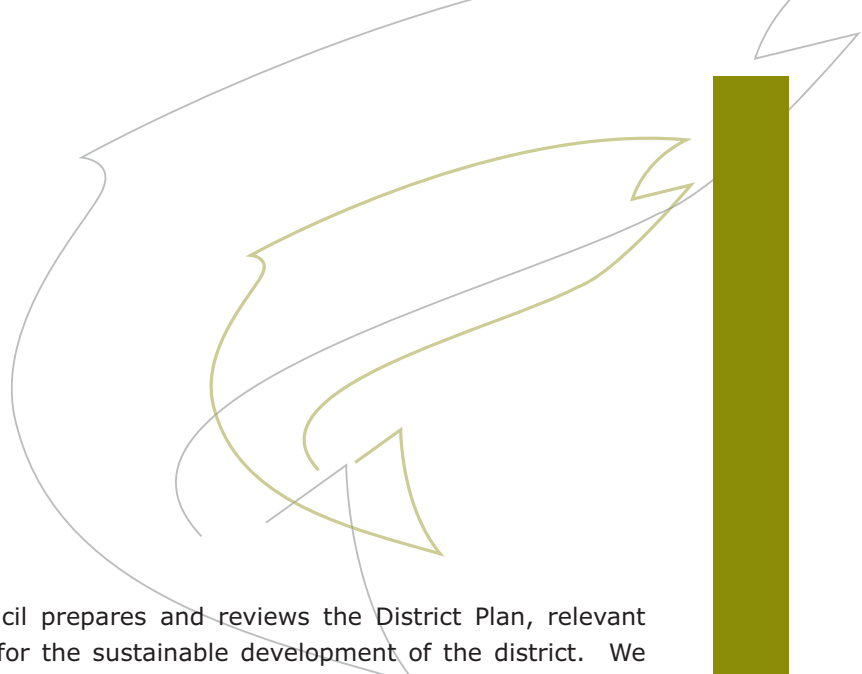 cil prepares and reviews the District Plan, relevant
for the sustainable development of the district. We